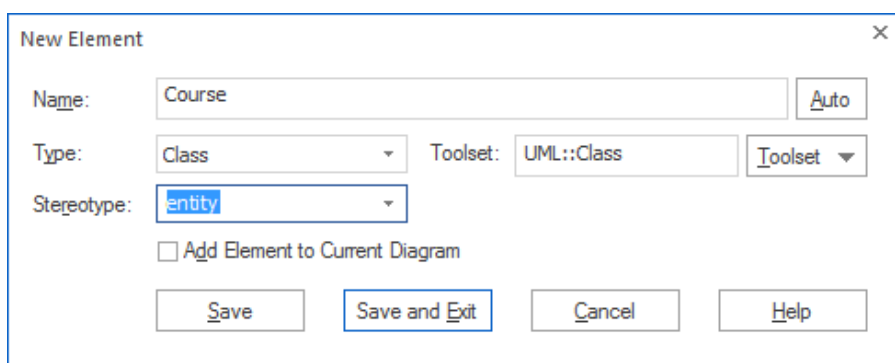 New Element
Name: Course Auto
Type: Class Toolset: UML::Class Toolset
Stereotype: entity
Add Element to Current Diagram
Save Save and Exit Cancel Help